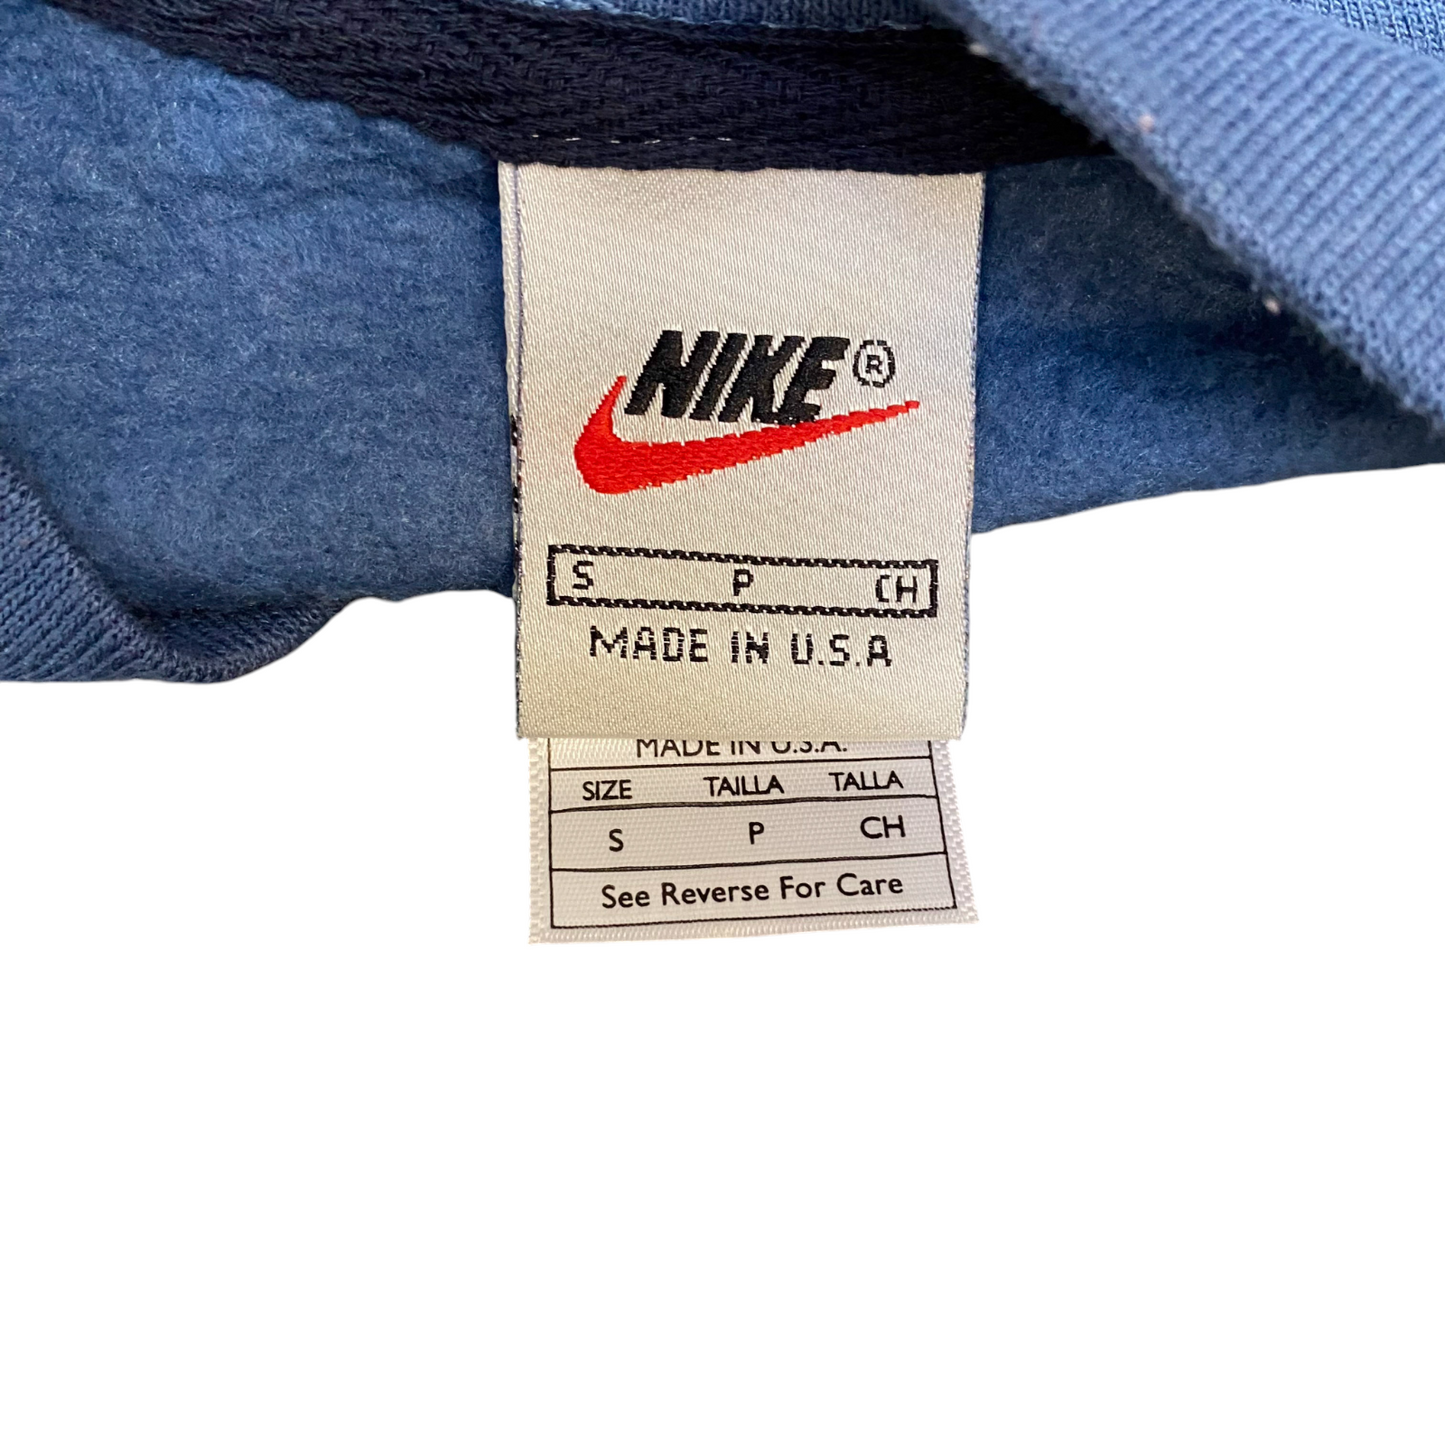 NIKE®
S P CH
MADE IN U.S.A
MADE IN U.S.A.
SIZE TAILLA TALLA
S P CH
See Reverse For Care